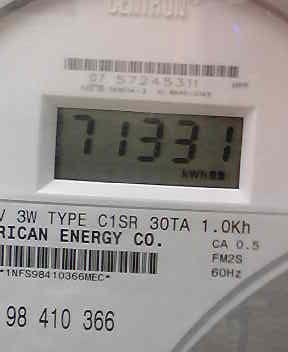 CENTRON
07 57245311
71331
kWh
V 3W TYPE C1SR 30TA 1.0Kh
RICAN ENERGY CO.
CA 0.5
FM2S
*1NFS98410366MEC*
60Hz
98 410 366